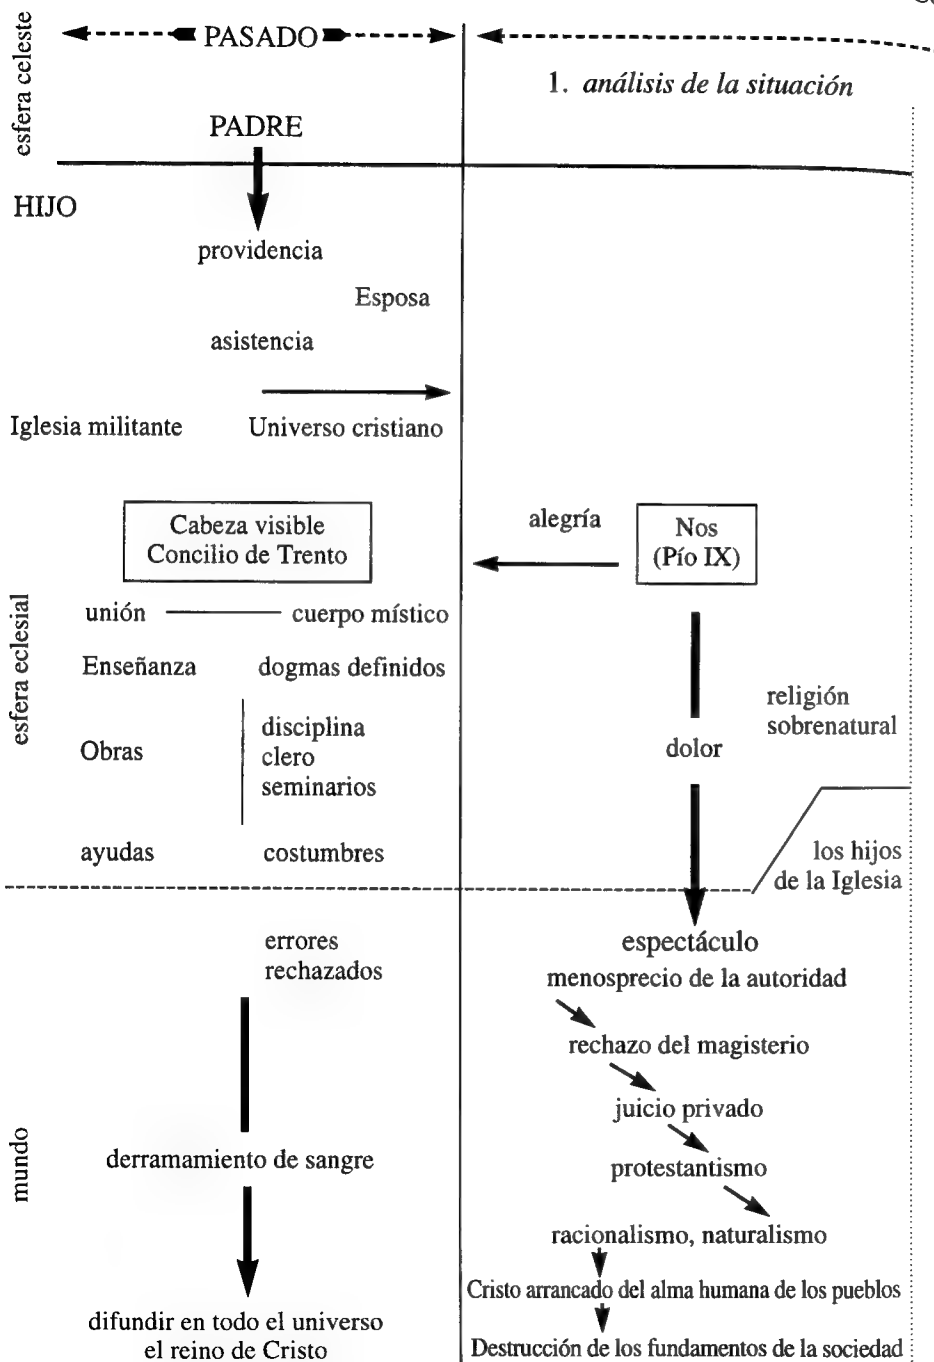 esfera celeste
PASADO
1. análisis de la situación
PADRE
HIJO
providencia
Esposa
asistencia
Iglesia militante
Universo cristiano
esfera eclesial
Cabeza visible
Concilio de Trento
alegría
Nos
(Pío IX)
unión
cuerpo místico
Enseñanza
dogmas definidos
Obras
disciplina
clero
seminarios
ayudas
costumbres
dolor
religión
sobrenatural
los hijos
de la Iglesia
mundo
errores
rechazados
derramamiento de sangre
difundir en todo el universo
el reino de Cristo
espectáculo
menosprecio de la autoridad
rechazo del magisterio
juicio privado
protestantismo
racionalismo, naturalismo
Cristo arrancado del alma humana de los pueblos
Destrucción de los fundamentos de la sociedad